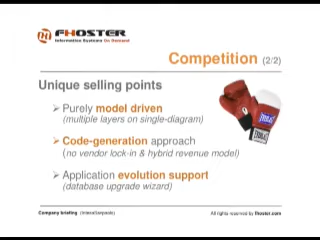 FHOSTER
Information Systems On Demand
Competition (2/2)
Unique selling points
Purely model driven
(multiple layers on single-diagram)
Code-generation approach
(no vendor lock-in & hybrid revenue model)
Application evolution support
(database upgrade wizard)
Company briefing (IntesaSanpaolo)
All rights reserved by fhoster.com